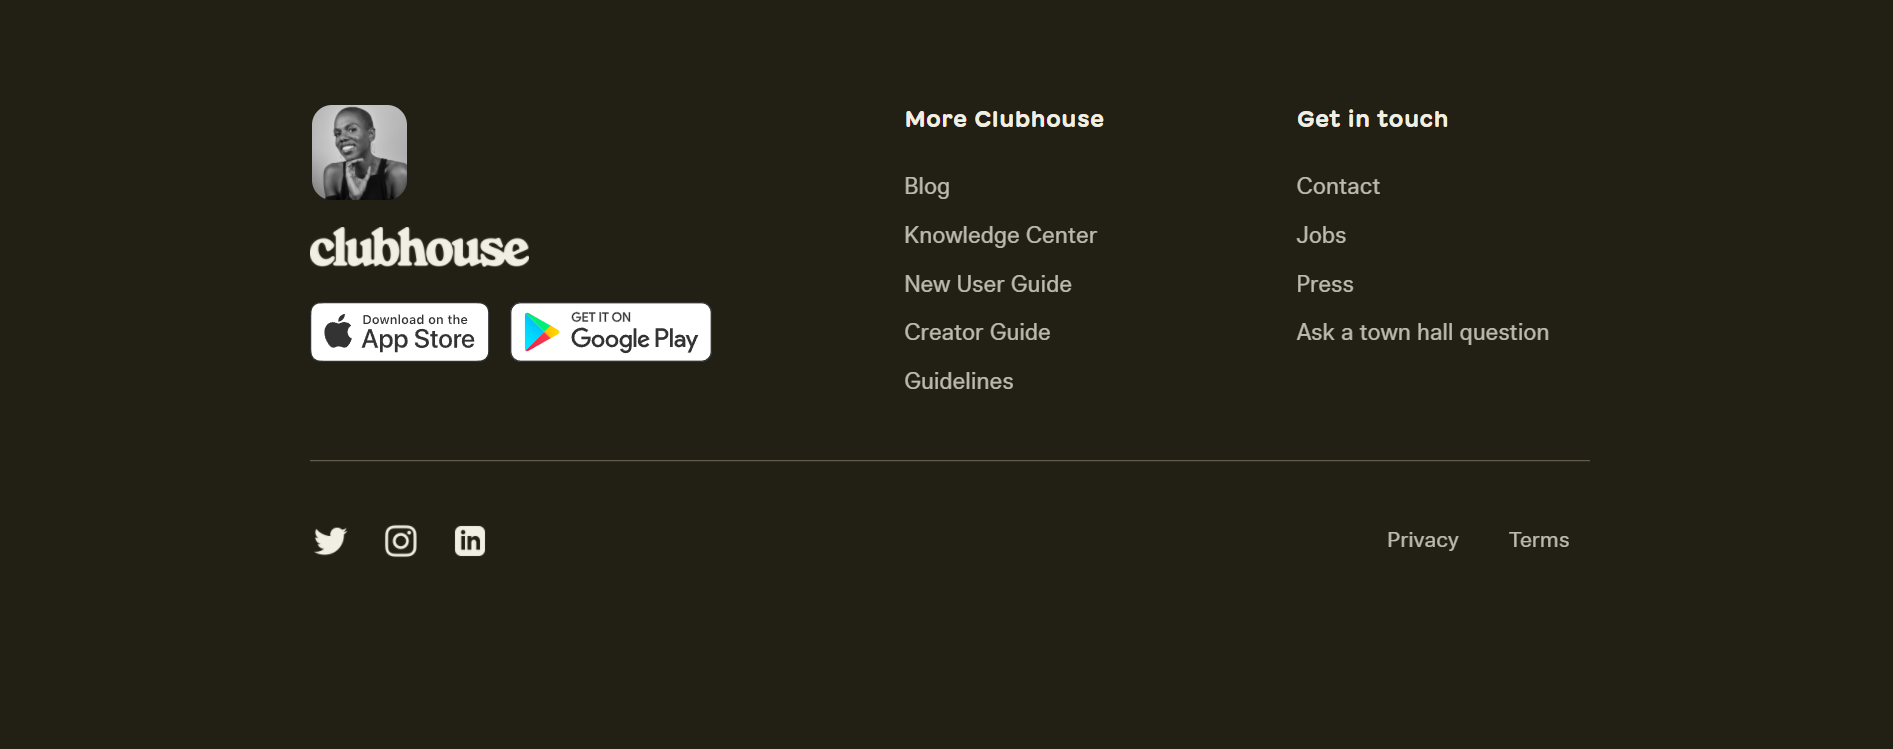 clubhouse
Download on the
App Store
GET IT ON
Google Play
More Clubhouse
Blog
Knowledge Center
New User Guide
Creator Guide
Guidelines
Get in touch
Contact
Jobs
Press
Ask a town hall question
in
Privacy
Terms